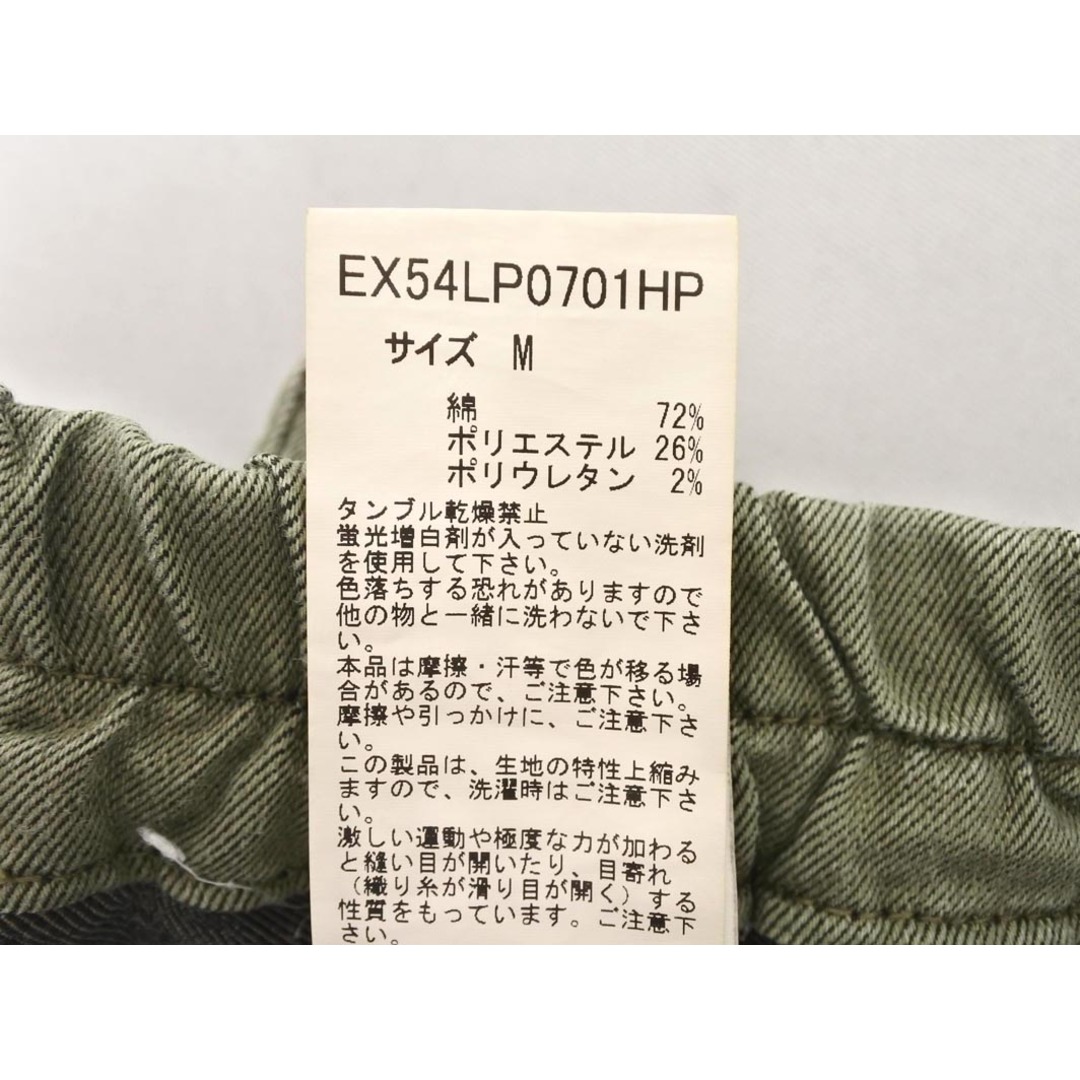 EX54LP0701HP
サイズ M
綿 72%
ポリエステル 26%
ポリウレタン 2%
タンブル乾燥禁止
蛍光増白剤が入っていない洗剤
を使用して下さい。
色落ちする恐れがありますので
他の物と一緒に洗わないで下さ
い。
本品は摩擦・汗等で色が移る場
合があるので、ご注意下さい。
摩擦や引っかけに、ご注意下さ
い。
この製品は、生地の特性上縮み
ますので、洗濯時はご注意下さ
い。
激しい運動や極度な力が加わる
と縫い目が開いたり、目寄れ
（織り糸が滑り目が開く）する
性質をもっています。ご注意下
さい。